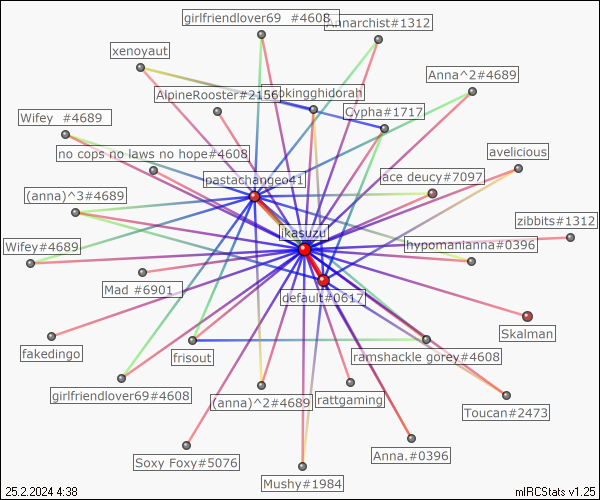 girlfriendlover69  #4608
Annarchist#1312
xenoyaut
Anna^2#4689
AlpineRooster#2156
okingghidorah
Cypha#1717
Wifey  #4689
no cops no laws no hope#4608
avelicious
pastachangeo41
ace deucy#7097
(anna)^3#4689
zibbits#1312
ikasuzu
Wifey#4689
hypomanianna#0396
Mad #6901
default#0617
Skalman
fakedingo
frisout
ramshackle gorey#4608
girlfriendlover69#4608
(anna)^2#4689
rattgaming
Toucan#2473
Anna.#0396
Soxy Foxy#5076
Mushy#1984
25.2.2024 4:38
mIRCStats v1.25